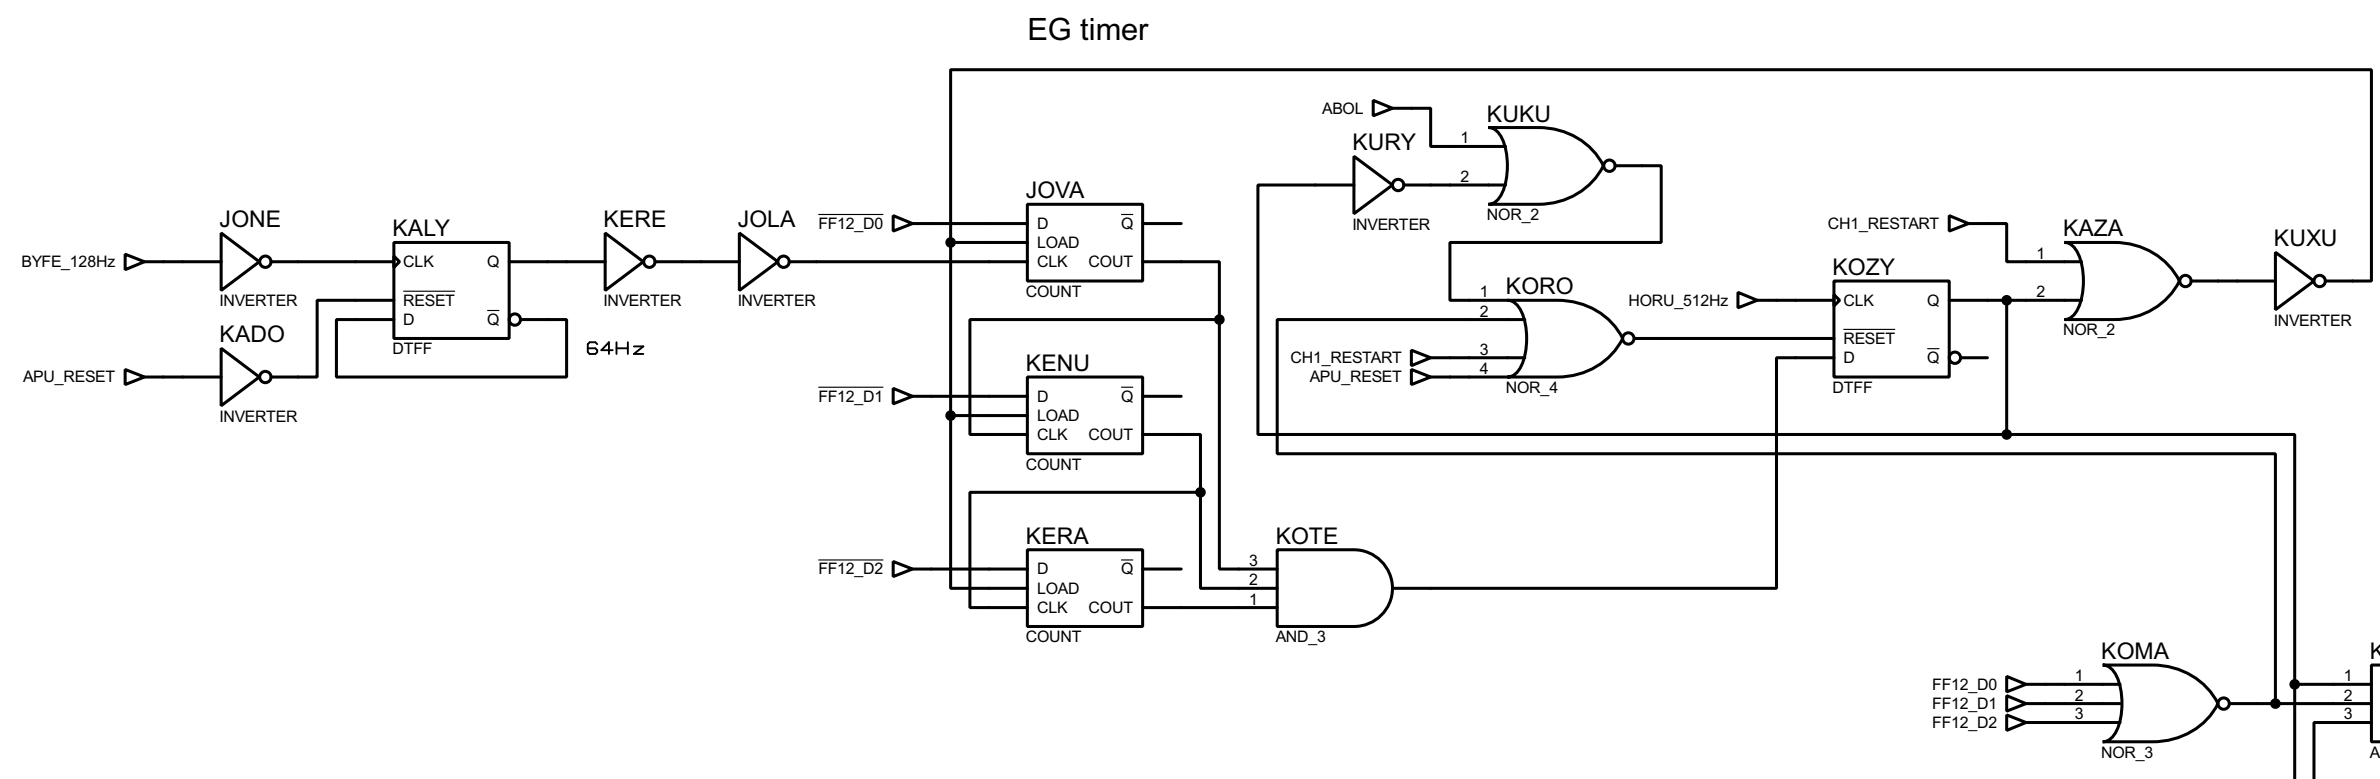 EG timer
ABOL
KUKU
1
KURY
2
INVERTER
NOR_2
JONE
BYFE_128Hz
INVERTER
KALY
CLK
Q
RESET
D
Q
DTFF
64Hz
KADO
APU_RESET
INVERTER
KERE
INVERTER
JOLA
INVERTER
JOVA
FF12_D0
D
Q
LOAD
CLK
COUT
COUNT
KENU
FF12_D1
D
Q
LOAD
CLK
COUT
COUNT
KERA
FF12_D2
D
Q
LOAD
CLK
COUT
COUNT
KOTE
3
2
1
AND_3
KORO
1
2
CH1_RESTART
3
APU_RESET
4
NOR_4
HORU_512Hz
KOZY
CLK
Q
RESET
D
Q
DTFF
CH1_RESTART
KAZA
1
2
NOR_2
KUXU
INVERTER
KOMA
FF12_D0
1
FF12_D1
2
FF12_D2
3
NOR_3
1
2
3